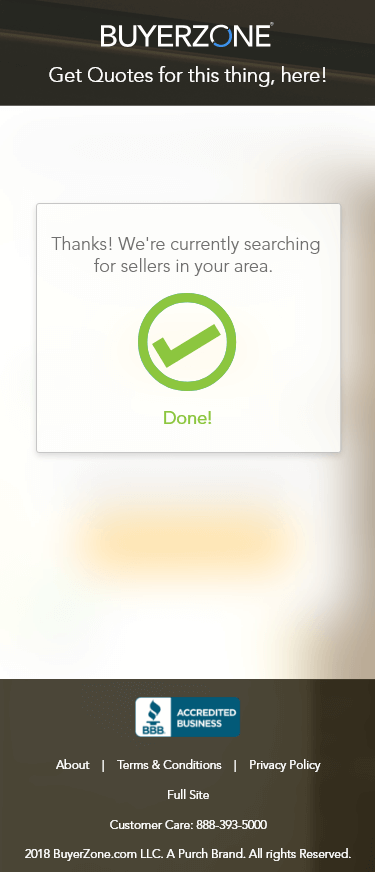 BUYERZONE®
Get Quotes for this thing, here!
Thanks! We're currently searching
for sellers in your area.
Done!
BBB. ACCREDITED
BUSINESS
About | Terms & Conditions | Privacy Policy
Full Site
Customer Care: 888-393-5000
2018 BuyerZone.com LLC. A Purch Brand. All rights Reserved.